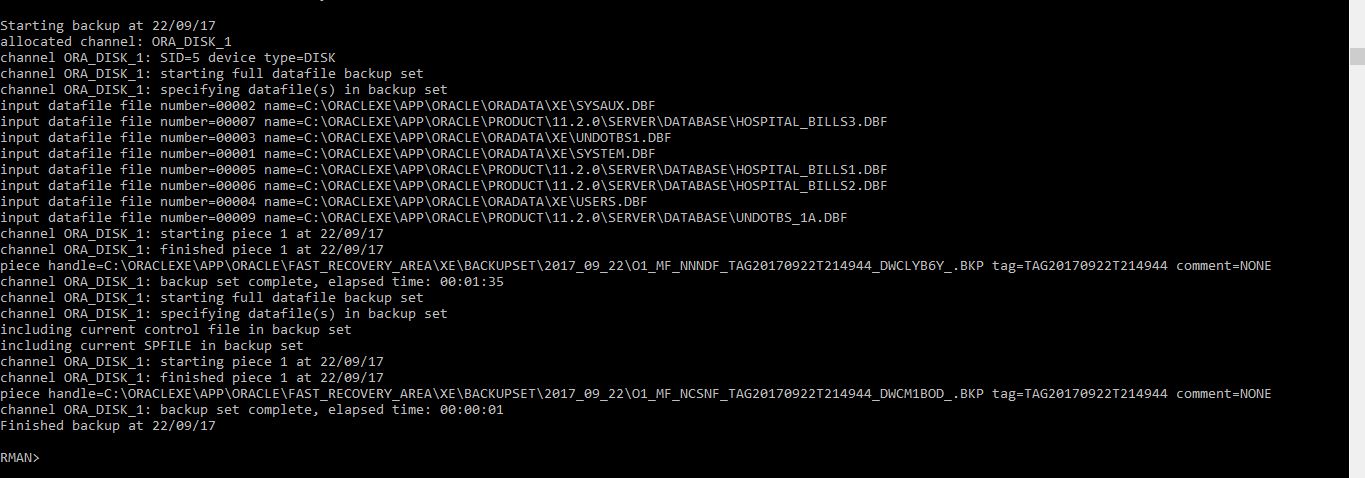 Starting backup at 22/09/17
allocated channel: ORA_DISK_1
channel ORA_DISK_1: SID=5 device type=DISK
channel ORA_DISK_1: starting full datafile backup set
channel ORA_DISK_1: specifying datafile(s) in backup set
input datafile file number=00002 name=C:\ORACLEXE\APP\ORACLE\ORADATA\XE\SYSAUX.DBF
input datafile file number=00007 name=C:\ORACLEXE\APP\ORACLE\PRODUCT\11.2.0\SERVER\DATABASE\HOSPITAL_BILLS3.DBF
input datafile file number=00003 name=C:\ORACLEXE\APP\ORACLE\ORADATA\XE\UNDOTBS1.DBF
input datafile file number=00001 name=C:\ORACLEXE\APP\ORACLE\ORADATA\XE\SYSTEM.DBF
input datafile file number=00005 name=C:\ORACLEXE\APP\ORACLE\PRODUCT\11.2.0\SERVER\DATABASE\HOSPITAL_BILLS1.DBF
input datafile file number=00006 name=C:\ORACLEXE\APP\ORACLE\PRODUCT\11.2.0\SERVER\DATABASE\HOSPITAL_BILLS2.DBF
input datafile file number=00004 name=C:\ORACLEXE\APP\ORACLE\ORADATA\XE\USERS.DBF
input datafile file number=00009 name=C:\ORACLEXE\APP\ORACLE\PRODUCT\11.2.0\SERVER\DATABASE\UNDOTBS_1A.DBF
channel ORA_DISK_1: starting piece 1 at 22/09/17
channel ORA_DISK_1: finished piece 1 at 22/09/17
piece handle=C:\ORACLEXE\APP\ORACLE\FAST_RECOVERY_AREA\XE\BACKUPSET\2017_09_22\O1_MF_NNNDF_TAG20170922T214944_DWCLYB6Y_.BKP tag=TAG20170922T214944 comment=NONE
channel ORA_DISK_1: backup set complete, elapsed time: 00:01:35
channel ORA_DISK_1: starting full datafile backup set
channel ORA_DISK_1: specifying datafile(s) in backup set
including current control file in backup set
including current SPFILE in backup set
channel ORA_DISK_1: starting piece 1 at 22/09/17
channel ORA_DISK_1: finished piece 1 at 22/09/17
piece handle=C:\ORACLEXE\APP\ORACLE\FAST_RECOVERY_AREA\XE\BACKUPSET\2017_09_22\O1_MF_NCSNF_TAG20170922T214944_DWCM1BOD_.BKP tag=TAG20170922T214944 comment=NONE
channel ORA_DISK_1: backup set complete, elapsed time: 00:00:01
Finished backup at 22/09/17
RMAN>